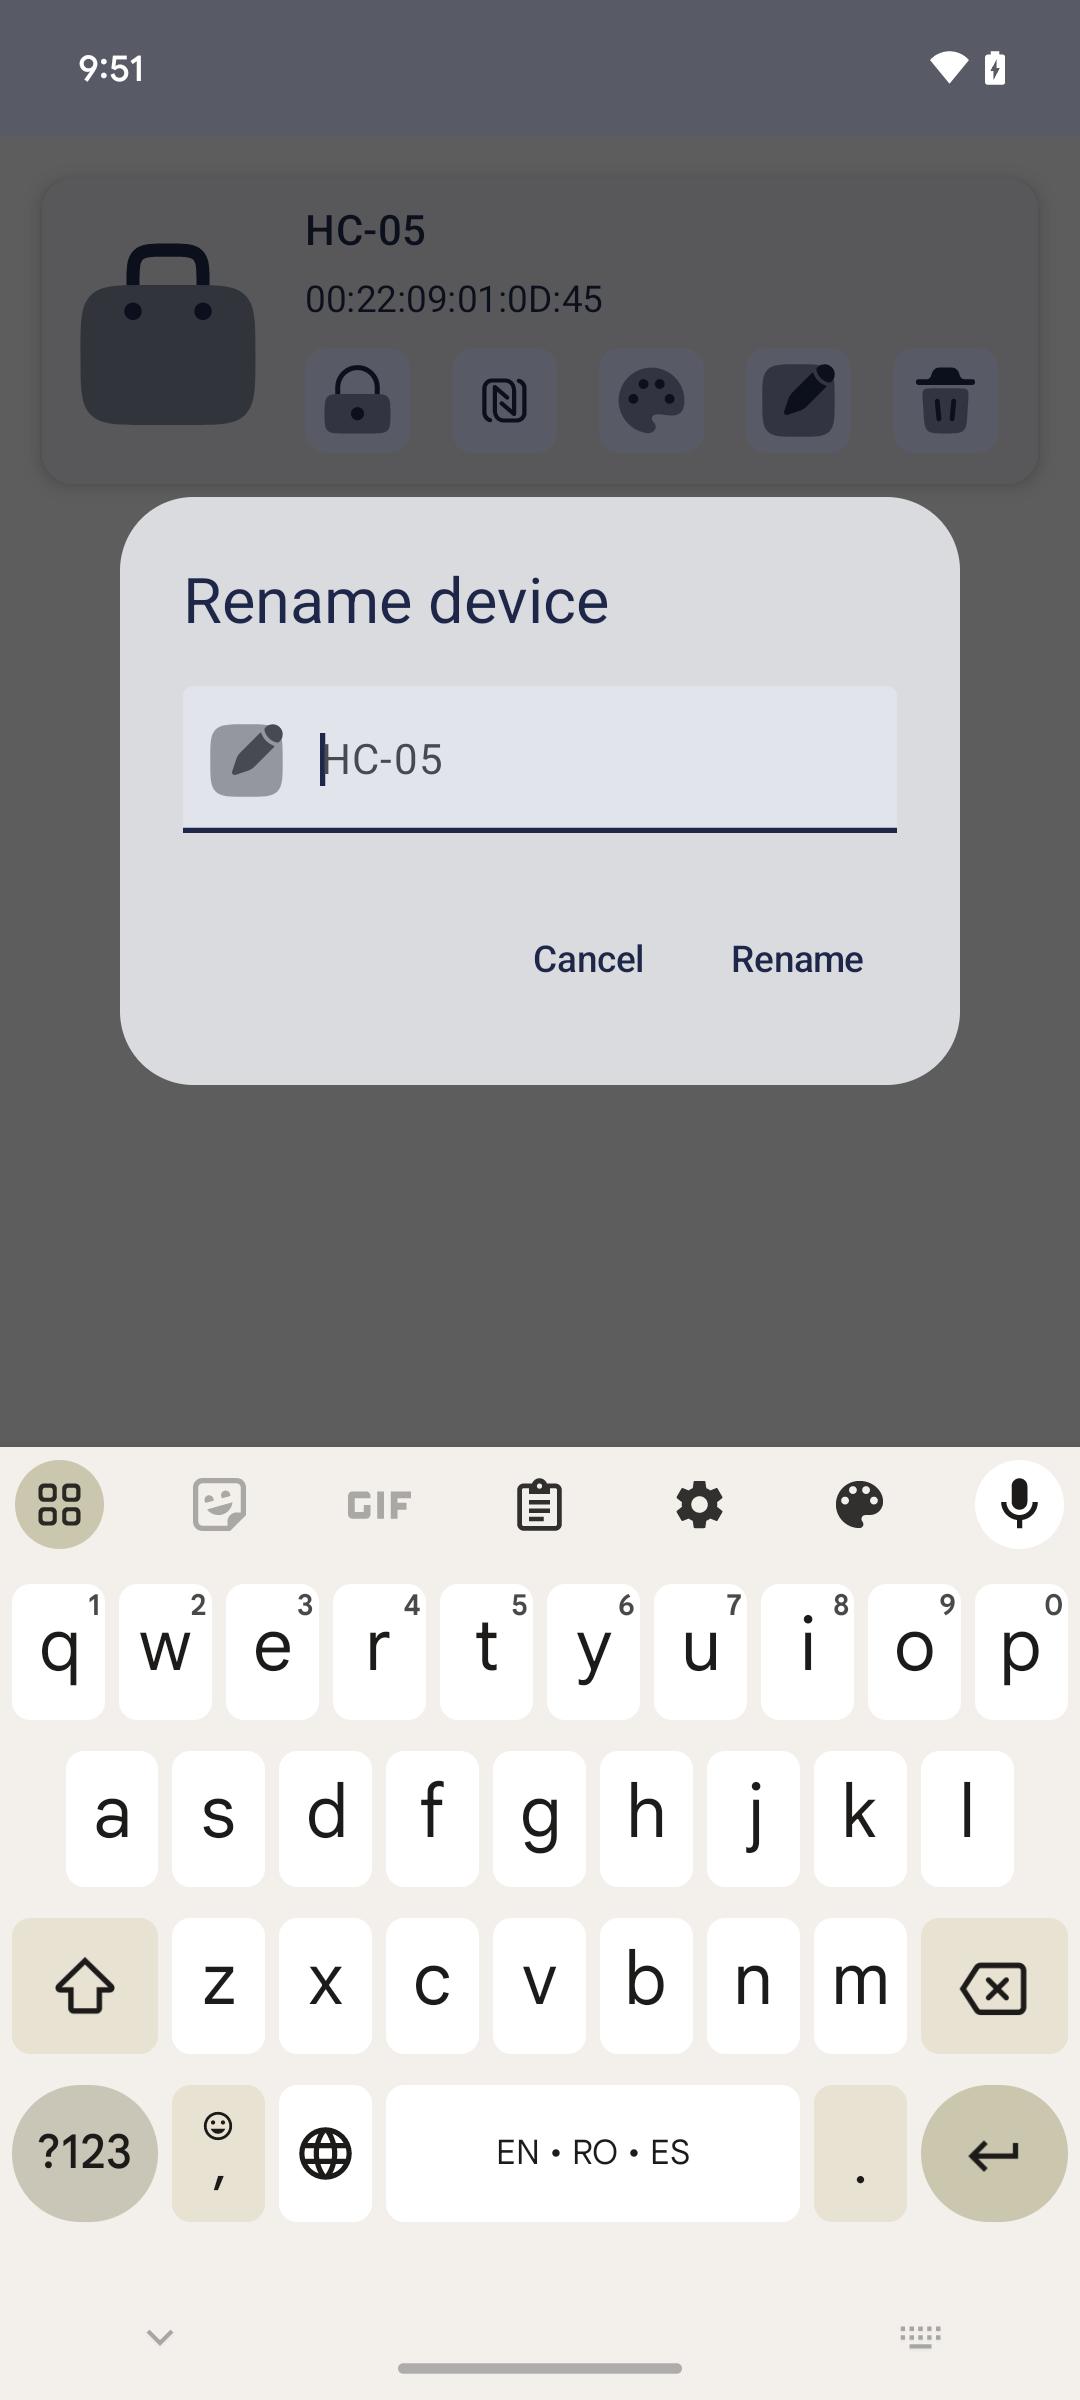 9:51
HC-05
00:22:09:01:0D:45
Rename device
HC-05
Cancel Rename
GIF
1 2 3 4 5 6 7 8 9 0
q w e r t y u i o p
a s d f g h j k l
z x c v b n m
?123 , EN • RO • ES .